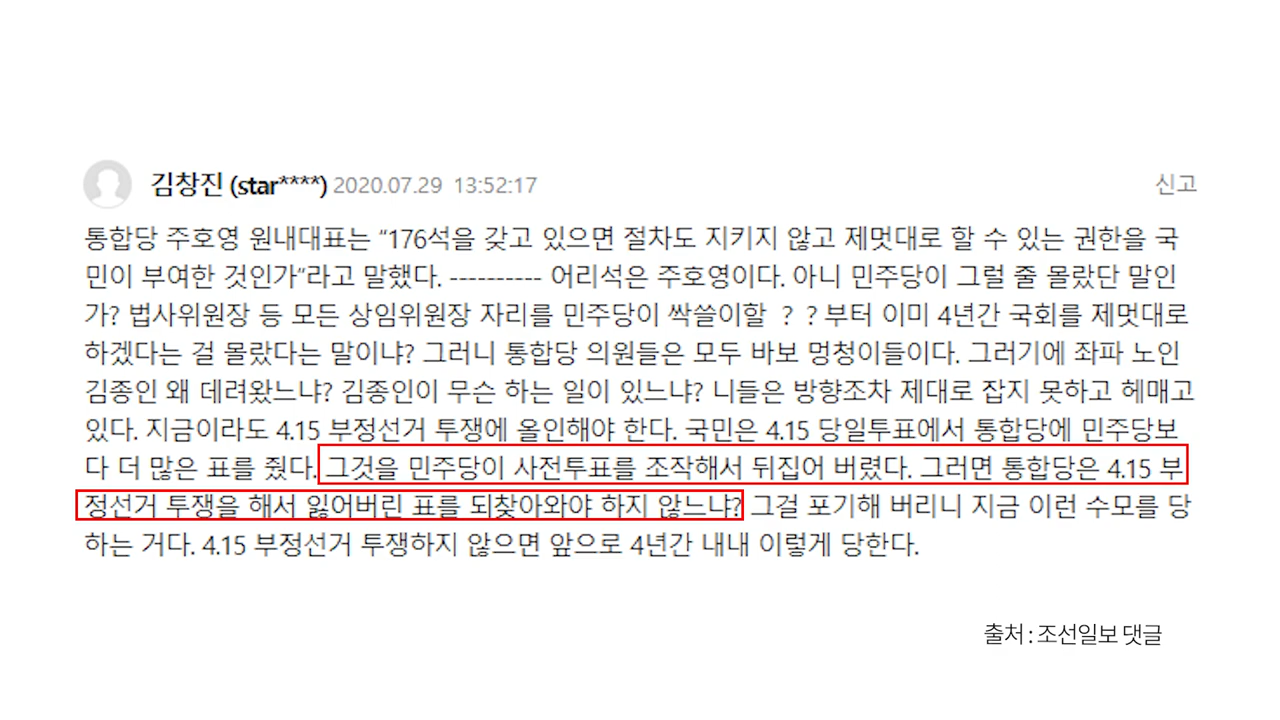 김창진 (star****) 2020.07.29 13:52:17
신고
통합당 주호영 원내대표는 “176석을 갖고 있으면 절차도 지키지 않고 제멋대로 할 수 있는 권한을 국
민이 부여한 것인가”라고 말했다. ---------- 어리석은 주호영이다. 아니 민주당이 그럴 줄 몰랐단 말인
가? 법사위원장 등 모든 상임위원장 자리를 민주당이 싹쓸이할 ? ? 부터 이미 4년간 국회를 제멋대로
하겠다는 걸 몰랐다는 말이냐? 그러니 통합당 의원들은 모두 바보 멍청이들이다. 그러기에 좌파 노인
김종인 왜 데려왔느냐? 김종인이 무슨 하는 일이 있느냐? 니들은 방향조차 제대로 잡지 못하고 헤매고
있다. 지금이라도 4.15 부정선거 투쟁에 올인해야 한다. 국민은 4.15 당일투표에서 통합당에 민주당보
다 더 많은 표를 줬다. 그것을 민주당이 사전투표를 조작해서 뒤집어 버렸다. 그러면 통합당은 4.15 부
정선거 투쟁을 해서 잃어버린 표를 되찾아와야 하지 않느냐? 그걸 포기해 버리니 지금 이런 수모를 당
하는 거다. 4.15 부정선거 투쟁하지 않으면 앞으로 4년간 내내 이렇게 당한다.
출처 : 조선일보 댓글